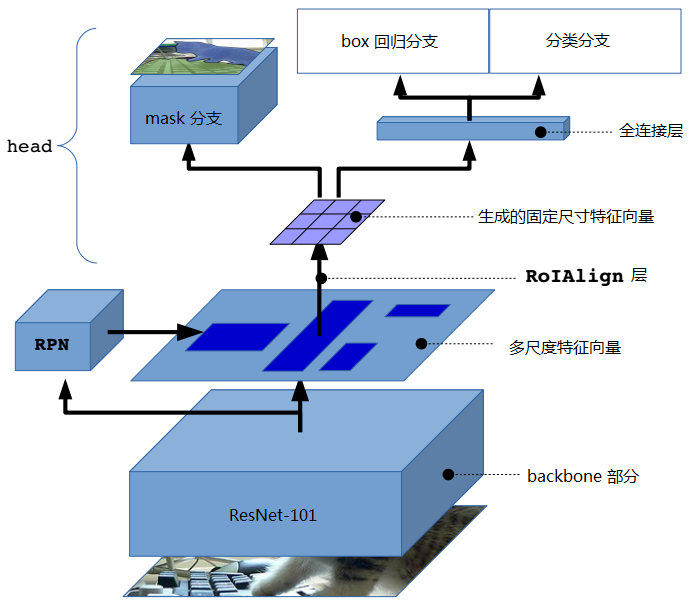 box 回归分支
分类分支
mask 分支
全连接层
head
生成的固定尺寸特征向量
RoIAlign 层
RPN
多尺度特征向量
backbone 部分
ResNet-101